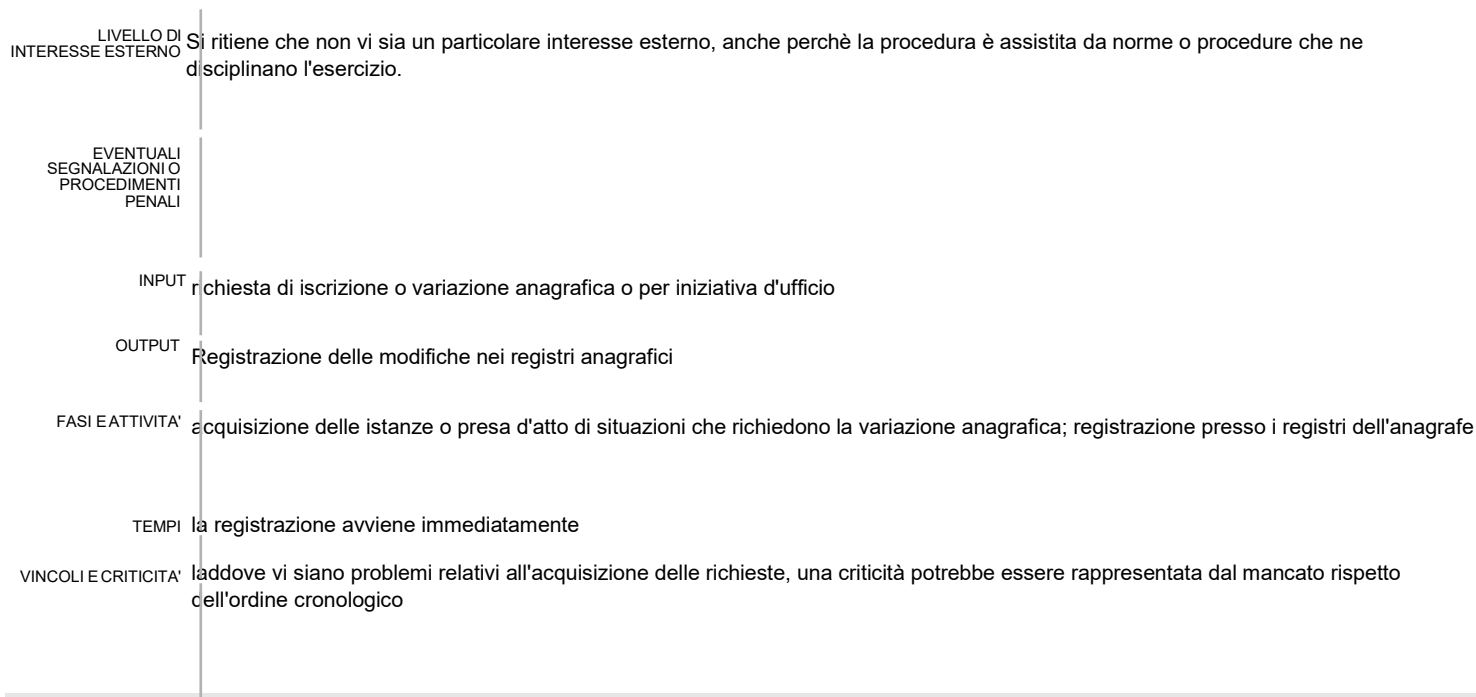 LIVELLO DI
INTERESSE ESTERNO
Si ritiene che non vi sia un particolare interesse esterno, anche perchè la procedura è assistita da norme o procedure che ne
disciplinano l'esercizio.
EVENTUALI
SEGNALAZIONI O
PROCEDIMENTI
PENALI
INPUT
richiesta di iscrizione o variazione anagrafica o per iniziativa d'ufficio
OUTPUT
Registrazione delle modifiche nei registri anagrafici
FASI E ATTIVITA'
acquisizione delle istanze o presa d'atto di situazioni che richiedono la variazione anagrafica; registrazione presso i registri dell'anagrafe
TEMPI
la registrazione avviene immediatamente
VINCOLI E CRITICITA'
laddove vi siano problemi relativi all'acquisizione delle richieste, una criticità potrebbe essere rappresentata dal mancato rispetto
dell'ordine cronologico